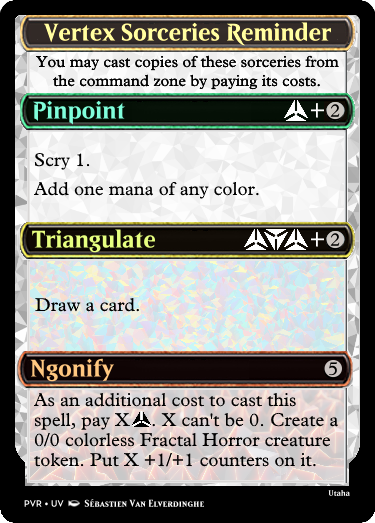 Vertex Sorceries Reminder
You may cast copies of these sorceries from
the command zone by paying its costs.
Pinpoint +2
Scry 1.
Add one mana of any color.
Triangulate +2
Draw a card.
Ngonify 5
As an additional cost to cast this
spell, pay X. X can't be 0. Create a
0/0 colorless Fractal Horror creature
token. Put X +1/+1 counters on it.
Utaha
PVR • UV Sébastien Van Elverdinghe